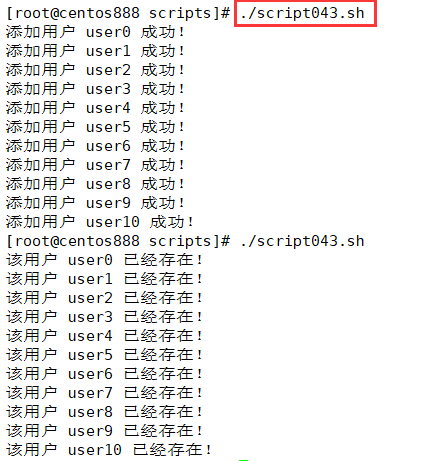 [root@centos888 scripts]# ./script043.sh
添加用户 user0 成功!
添加用户 user1 成功!
添加用户 user2 成功!
添加用户 user3 成功!
添加用户 user4 成功!
添加用户 user5 成功!
添加用户 user6 成功!
添加用户 user7 成功!
添加用户 user8 成功!
添加用户 user9 成功!
添加用户 user10 成功!
[root@centos888 scripts]# ./script043.sh
该用户 user0 已经存在!
该用户 user1 已经存在!
该用户 user2 已经存在!
该用户 user3 已经存在!
该用户 user4 已经存在!
该用户 user5 已经存在!
该用户 user6 已经存在!
该用户 user7 已经存在!
该用户 user8 已经存在!
该用户 user9 已经存在!
该用户 user10 已经存在!